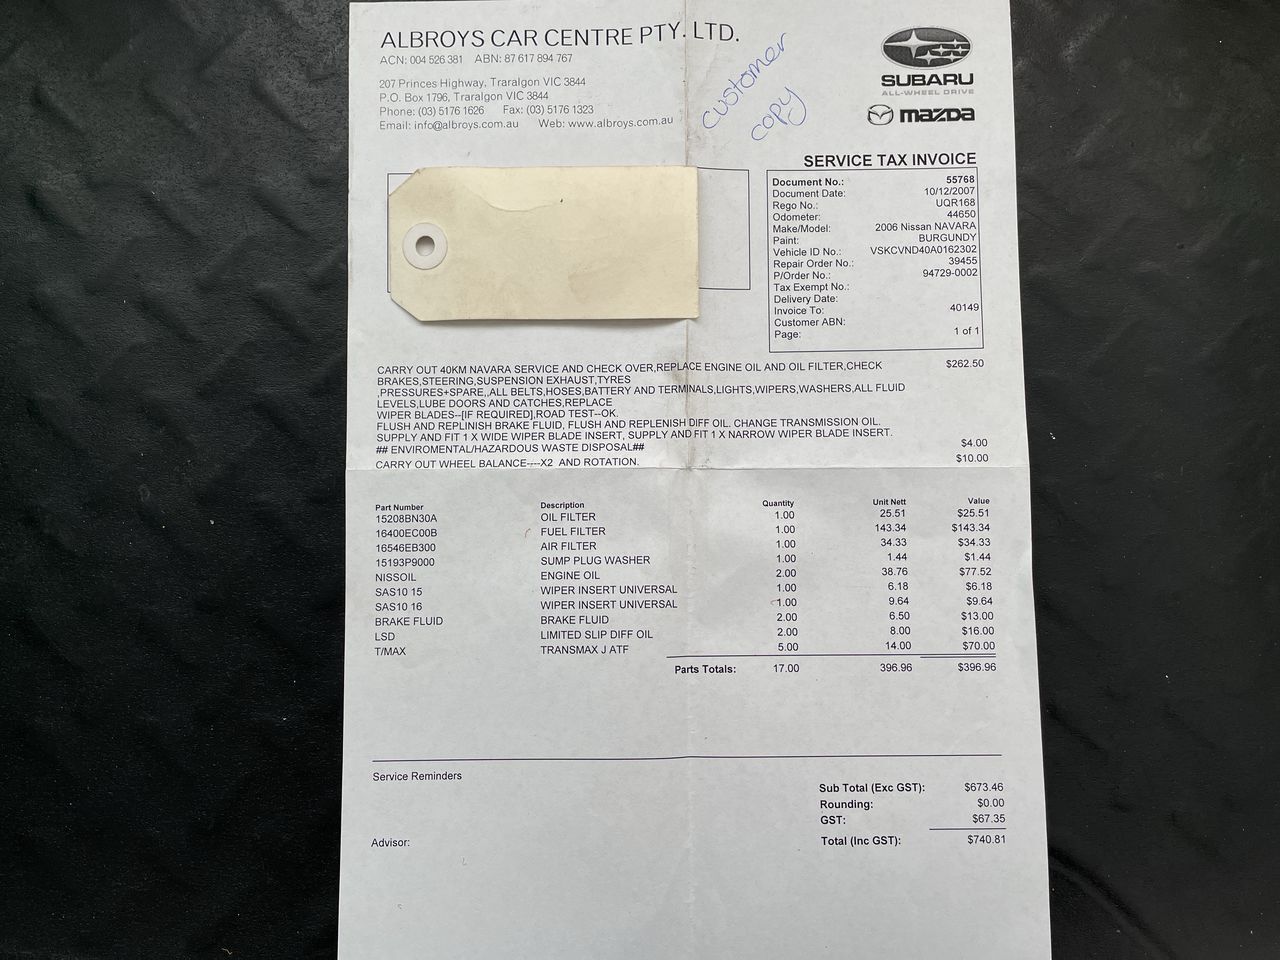 ALBROYS CAR CENTRE PTY. LTD.
ACN: 004 526 381 ABN: 87 617 894 767
207 Princes Highway, Traralgon VIC 3844
P.O. Box 1796, Traralgon VIC 3844
Phone: (03) 5176 1626 Fax: (03) 5176 1323
Email: info@albroys.com.au Web: www.albroys.com.au
customer
copy
SUBARU
ALL-WHEEL DRIVE
mazda
SERVICE TAX INVOICE
Document No.: 55768
Document Date: 10/12/2007
Rego No.: UQR168
Odometer: 44650
Make/Model: 2006 Nissan NAVARA
Paint: BURGUNDY
Vehicle ID No.: VSKCVND40A0162302
Repair Order No.: 39455
P/Order No.: 94729-0002
Tax Exempt No.:
Delivery Date:
Invoice To: 40149
Customer ABN:
Page: 1 of 1
CARRY OUT 40KM NAVARA SERVICE AND CHECK OVER,REPLACE ENGINE OIL AND OIL FILTER,CHECK $262.50
BRAKES,STEERING,SUSPENSION EXHAUST,TYRES
,PRESSURES+SPARE,,ALL BELTS,HOSES,BATTERY AND TERMINALS,LIGHTS,WIPERS,WASHERS,ALL FLUID
LEVELS,LUBE DOORS AND CATCHES,REPLACE
WIPER BLADES--[IF REQUIRED],ROAD TEST--OK.
FLUSH AND REPLINISH BRAKE FLUID, FLUSH AND REPLENISH DIFF OIL. CHANGE TRANSMISSION OIL.
SUPPLY AND FIT 1 X WIDE WIPER BLADE INSERT, SUPPLY AND FIT 1 X NARROW WIPER BLADE INSERT.
## ENVIROMENTAL/HAZARDOUS WASTE DISPOSAL## $4.00
CARRY OUT WHEEL BALANCE----X2 AND ROTATION. $10.00
Part Number Description Quantity Unit Nett Value
15208BN30A OIL FILTER 1.00 25.51 $25.51
16400EC00B FUEL FILTER 1.00 143.34 $143.34
16546EB300 AIR FILTER 1.00 34.33 $34.33
15193P9000 SUMP PLUG WASHER 1.00 1.44 $1.44
NISSOIL ENGINE OIL 2.00 38.76 $77.52
SAS10 15 WIPER INSERT UNIVERSAL 1.00 6.18 $6.18
SAS10 16 WIPER INSERT UNIVERSAL 1.00 9.64 $9.64
BRAKE FLUID BRAKE FLUID 2.00 6.50 $13.00
LSD LIMITED SLIP DIFF OIL 2.00 8.00 $16.00
T/MAX TRANSMAX J ATF 5.00 14.00 $70.00
Parts Totals: 17.00 396.96 $396.96
Service Reminders
Sub Total (Exc GST): $673.46
Rounding: $0.00
GST: $67.35
Advisor:
Total (Inc GST): $740.81